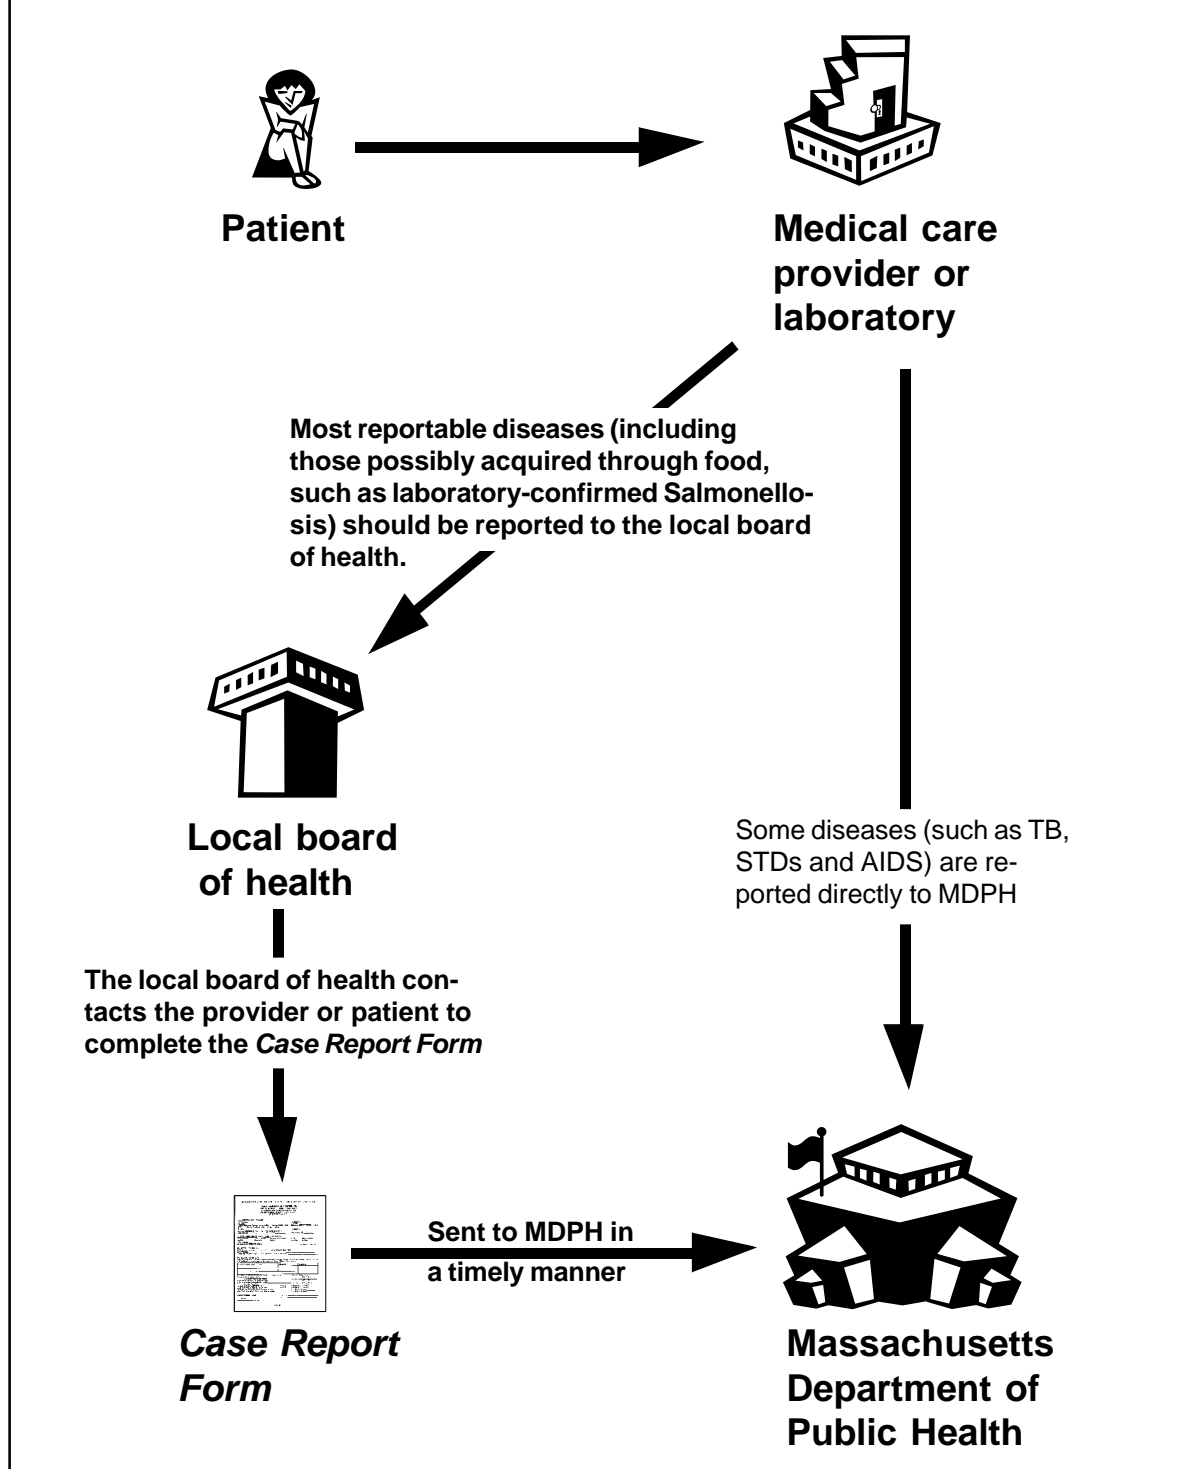 Patient
Medical care
provider or
laboratory
Most reportable diseases (including
those possibly acquired through food,
such as laboratory-confirmed Salmonello-
sis) should be reported to the local board
of health.
Local board
of health
Some diseases (such as TB,
STDs and AIDS) are re-
ported directly to MDPH
The local board of health con-
tacts the provider or patient to
complete the Case Report Form
Sent to MDPH in
a timely manner
Case Report
Form
Massachusetts
Department of
Public Health